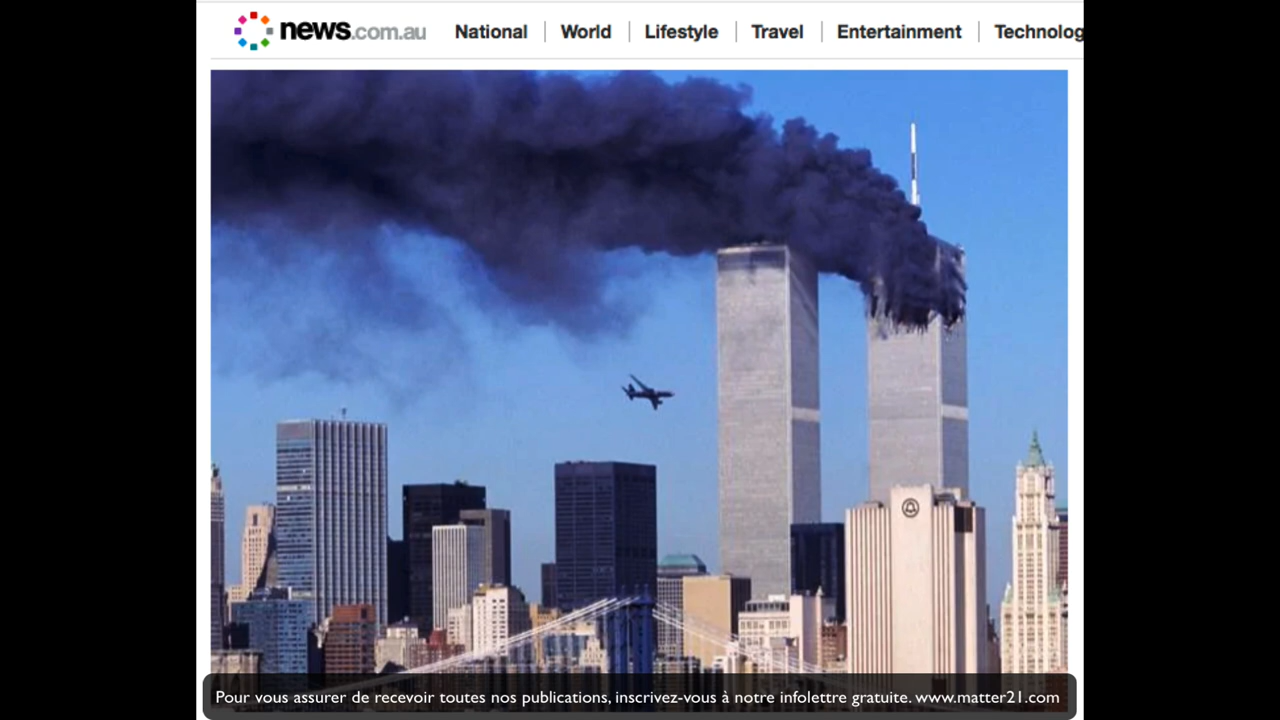 news.com.au National World Lifestyle Travel Entertainment Technolog
Pour vous assurer de recevoir toutes nos publications, inscrivez-vous à notre infolettre gratuite. www.matter21.com